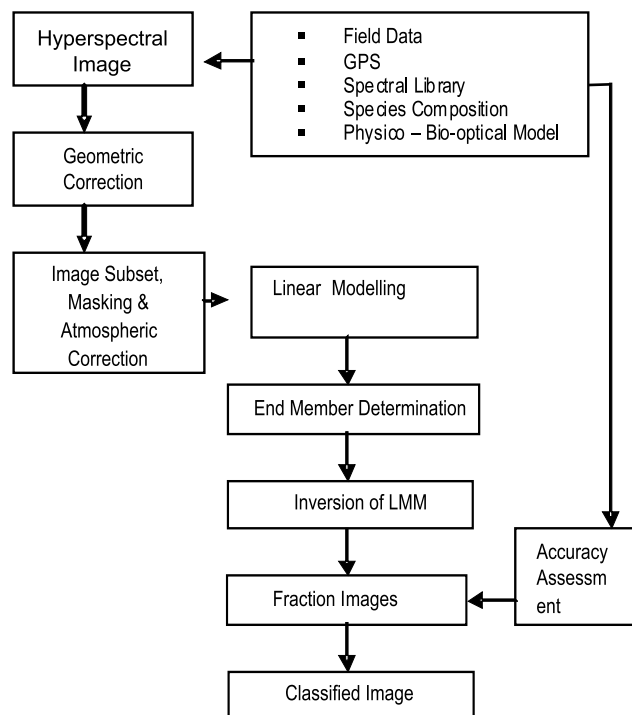 Hyperspectral
Image
▪ Field Data
▪ GPS
▪ Spectral Library
▪ Species Composition
▪ Physico – Bio-optical Model
Geometric
Correction
Image Subset,
Masking &
Atmospheric
Correction
Linear Modelling
End Member Determination
Inversion of LMM
Accuracy
Assessm
ent
Fraction Images
Classified Image